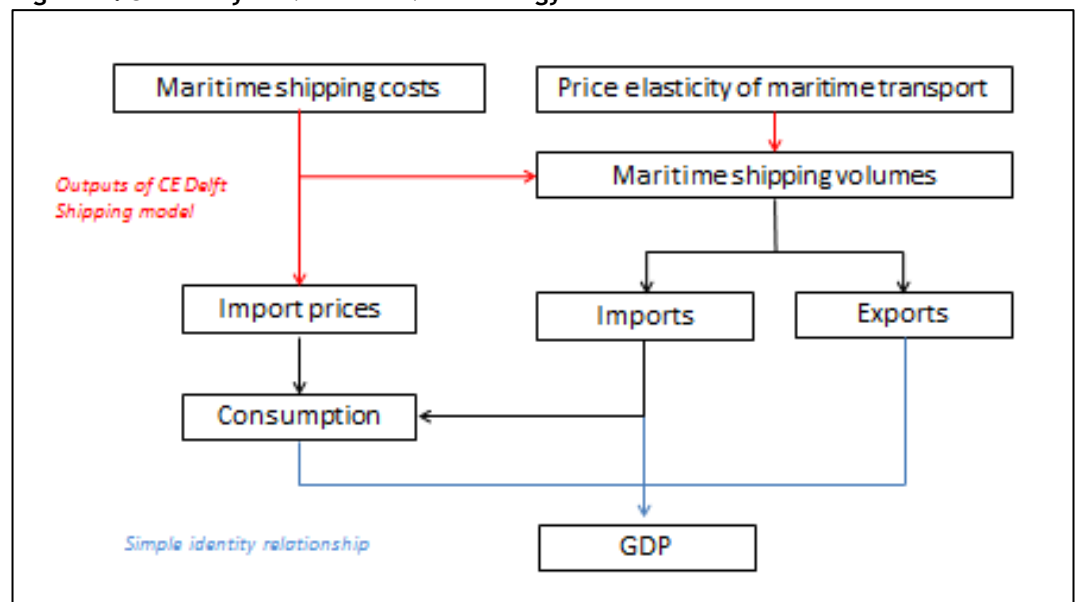 Maritime shipping costs
Price elasticity of maritime transport
Maritime shipping volumes
Outputs of CE Delft
Shipping model
Import prices
Imports
Exports
Consumption
Simple identity relationship
GDP